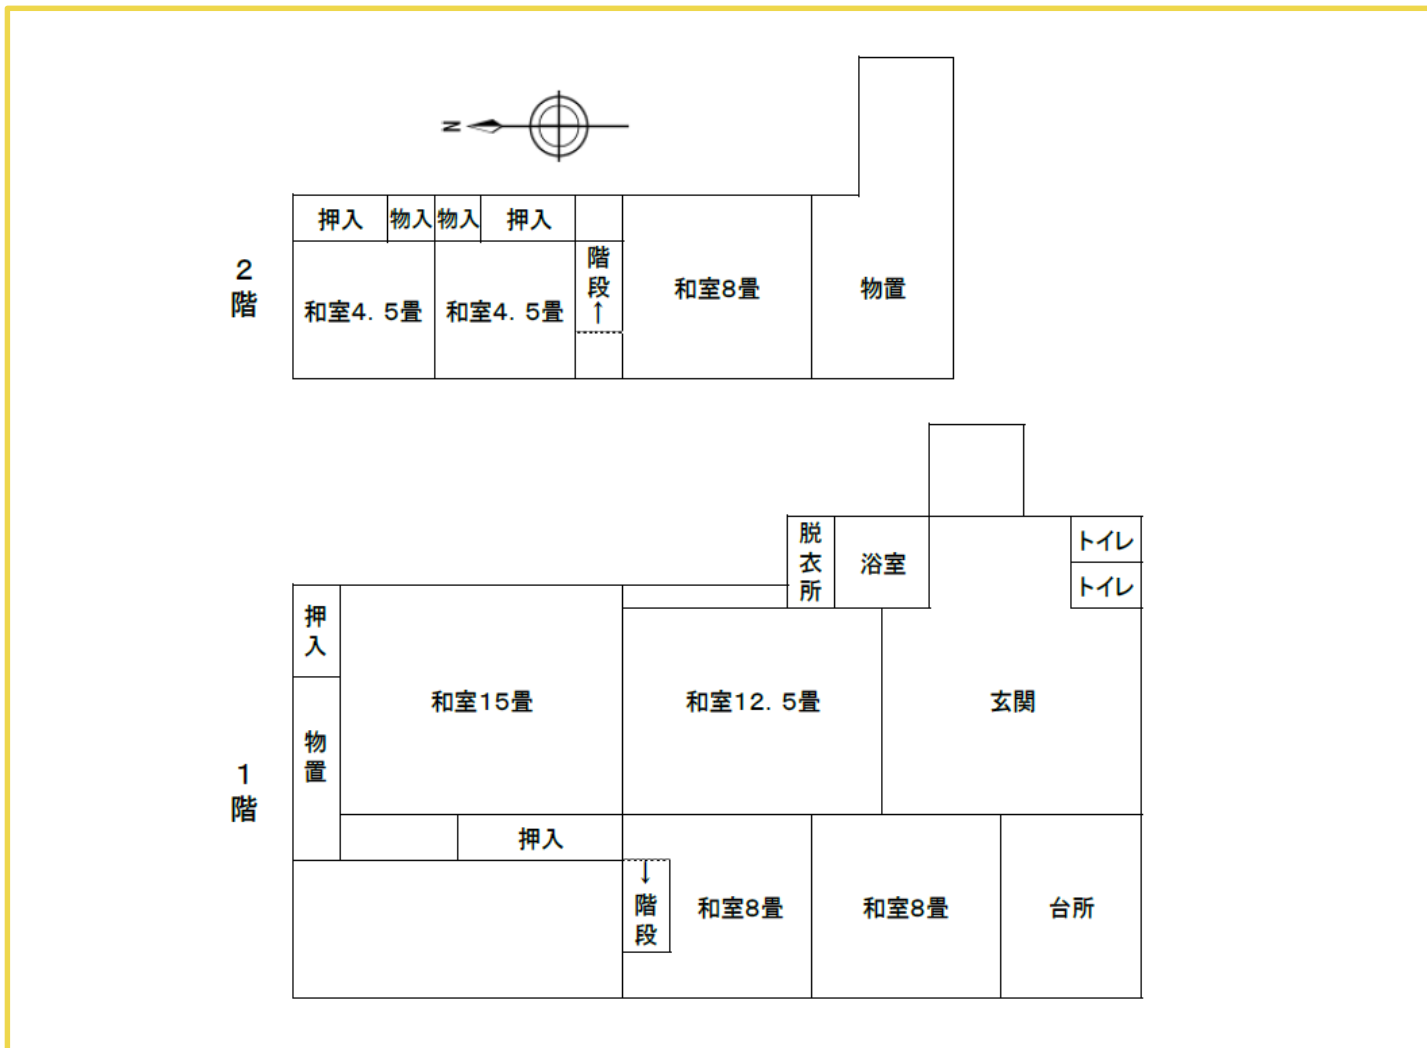 N
2階
押入
物入
物入
押入
階段↑
和室4．5畳
和室4．5畳
和室8畳
物置
1階
脱衣所
浴室
トイレ
トイレ
押入
物置
和室15畳
和室12．5畳
玄関
押入
↓階段
和室8畳
和室8畳
台所